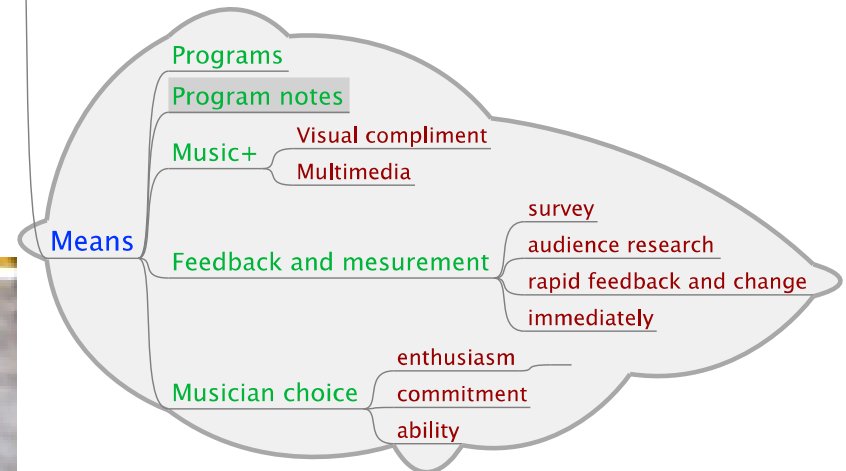 Means
Programs
Program notes
Music+
Visual compliment
Multimedia
Feedback and mesurement
survey
audience research
rapid feedback and change
immediately
Musician choice
enthusiasm
commitment
ability